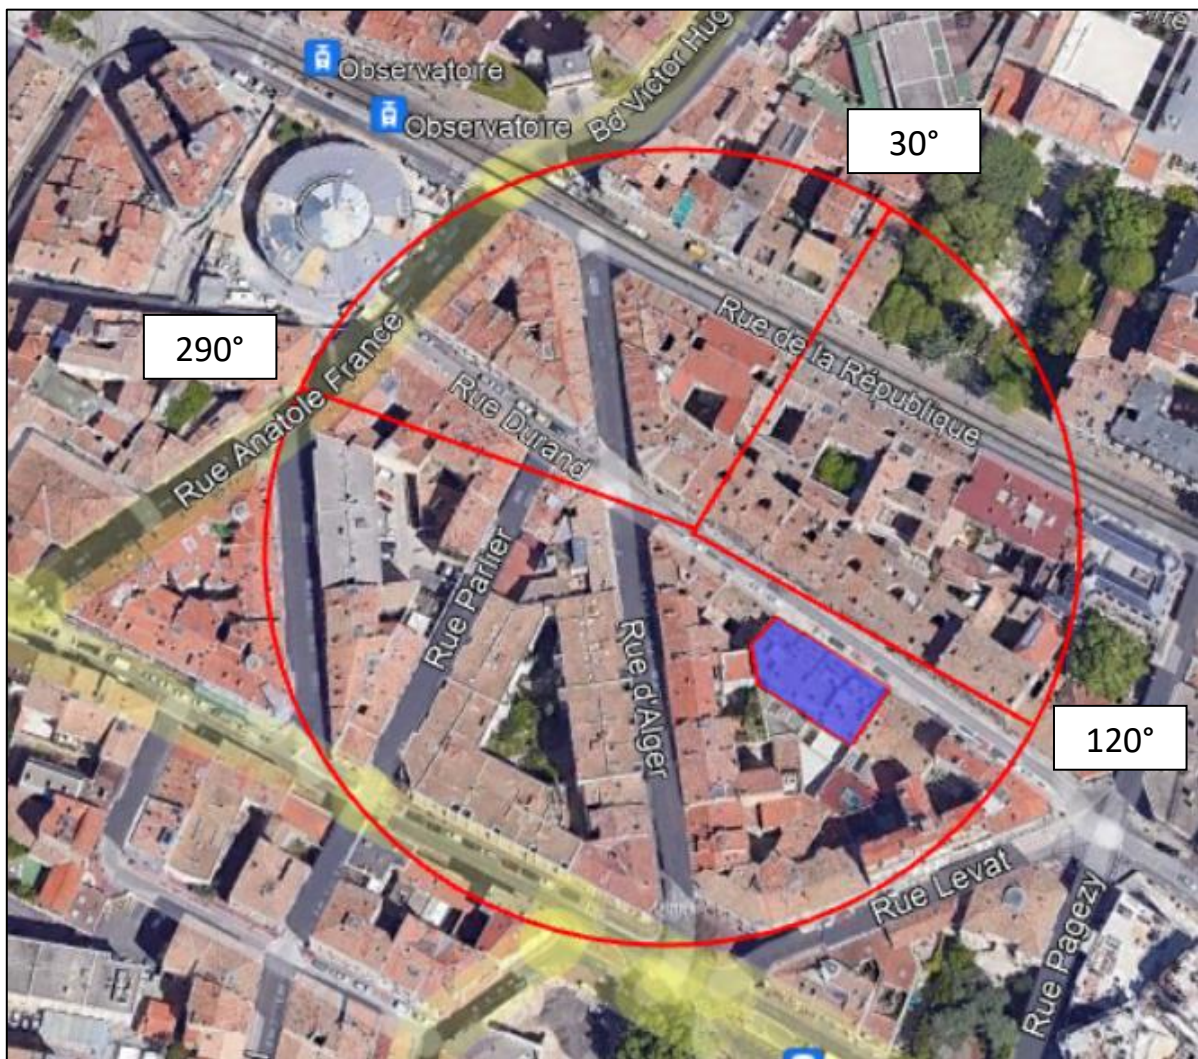 Observatoire
Observatoire
Bd Victor Hug
30°
Rue de la République
290°
Rue Anatole France
Rue Durand
Rue Parlier
Rue d'Alger
120°
Rue Levat
Rue Pagezy